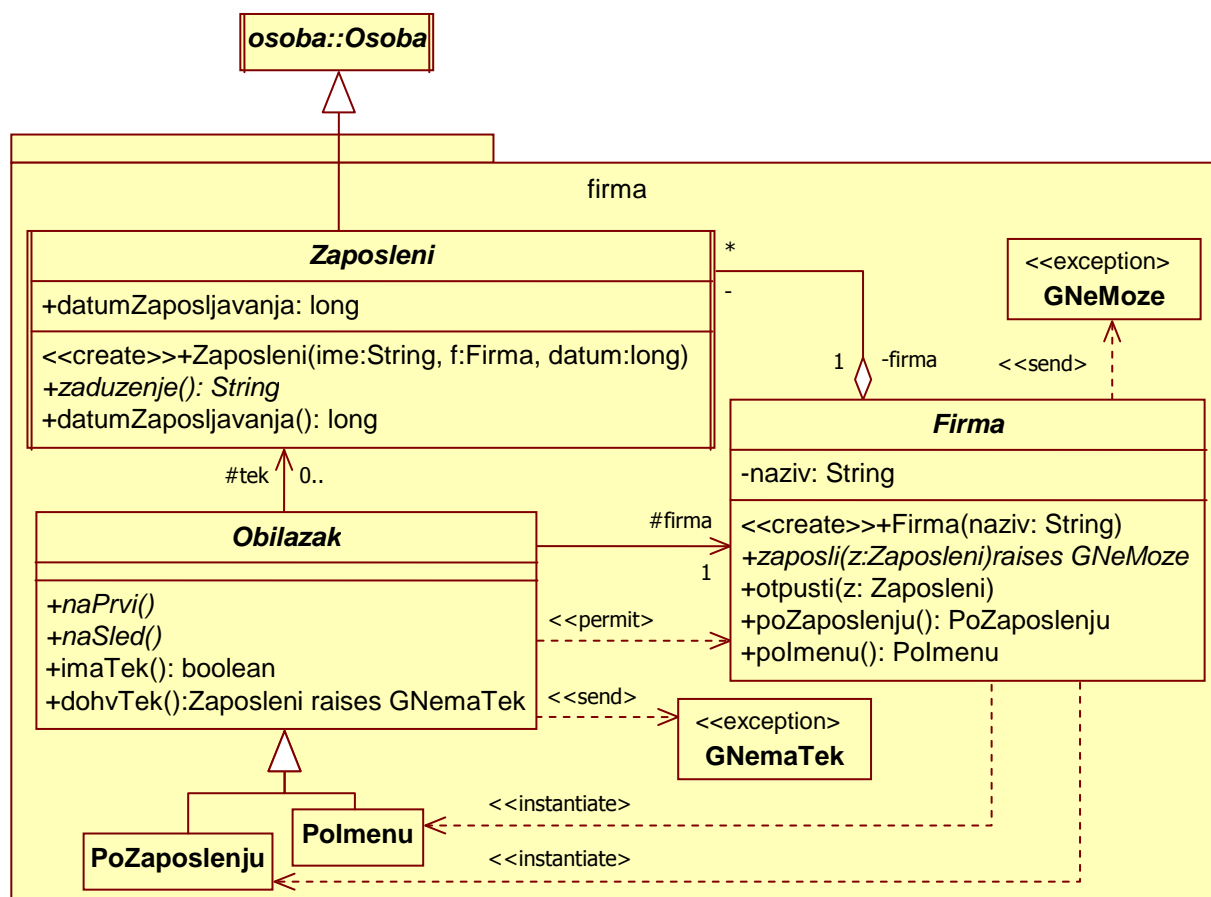 osoba::Osoba
firma
Zaposleni
+datumZaposljavanja: long
<<create>>+Zaposleni(ime:String, f:Firma, datum:long)
+zaduzenje(): String
+datumZaposljavanja(): long
*
-
1
-firma
<<exception>
GNeMoze
<<send>
Firma
-naziv: String
<<create>>+Firma(naziv: String)
+zaposli(z:Zaposleni)raises GNeMoze
+otpusti(z: Zaposleni)
+poZaposlenju(): PoZaposlenju
+poImenu(): PoImenu
#tek
0..
Obilazak
+naPrvi()
+naSled()
+imaTek(): boolean
+dohvTek():Zaposleni raises GNemaTek
#firma
1
<<permit>
<<send>
<<exception>
GNemaTek
PoZaposlenju
PoImenu
<<instantiate>
<<instantiate>